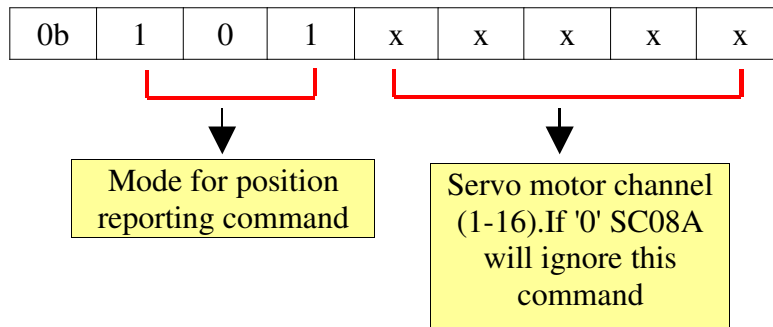 0b 1 0 1 x x x x x
Mode for position
reporting command
Servo motor channel
(1-16).If '0' SC08A
will ignore this
command